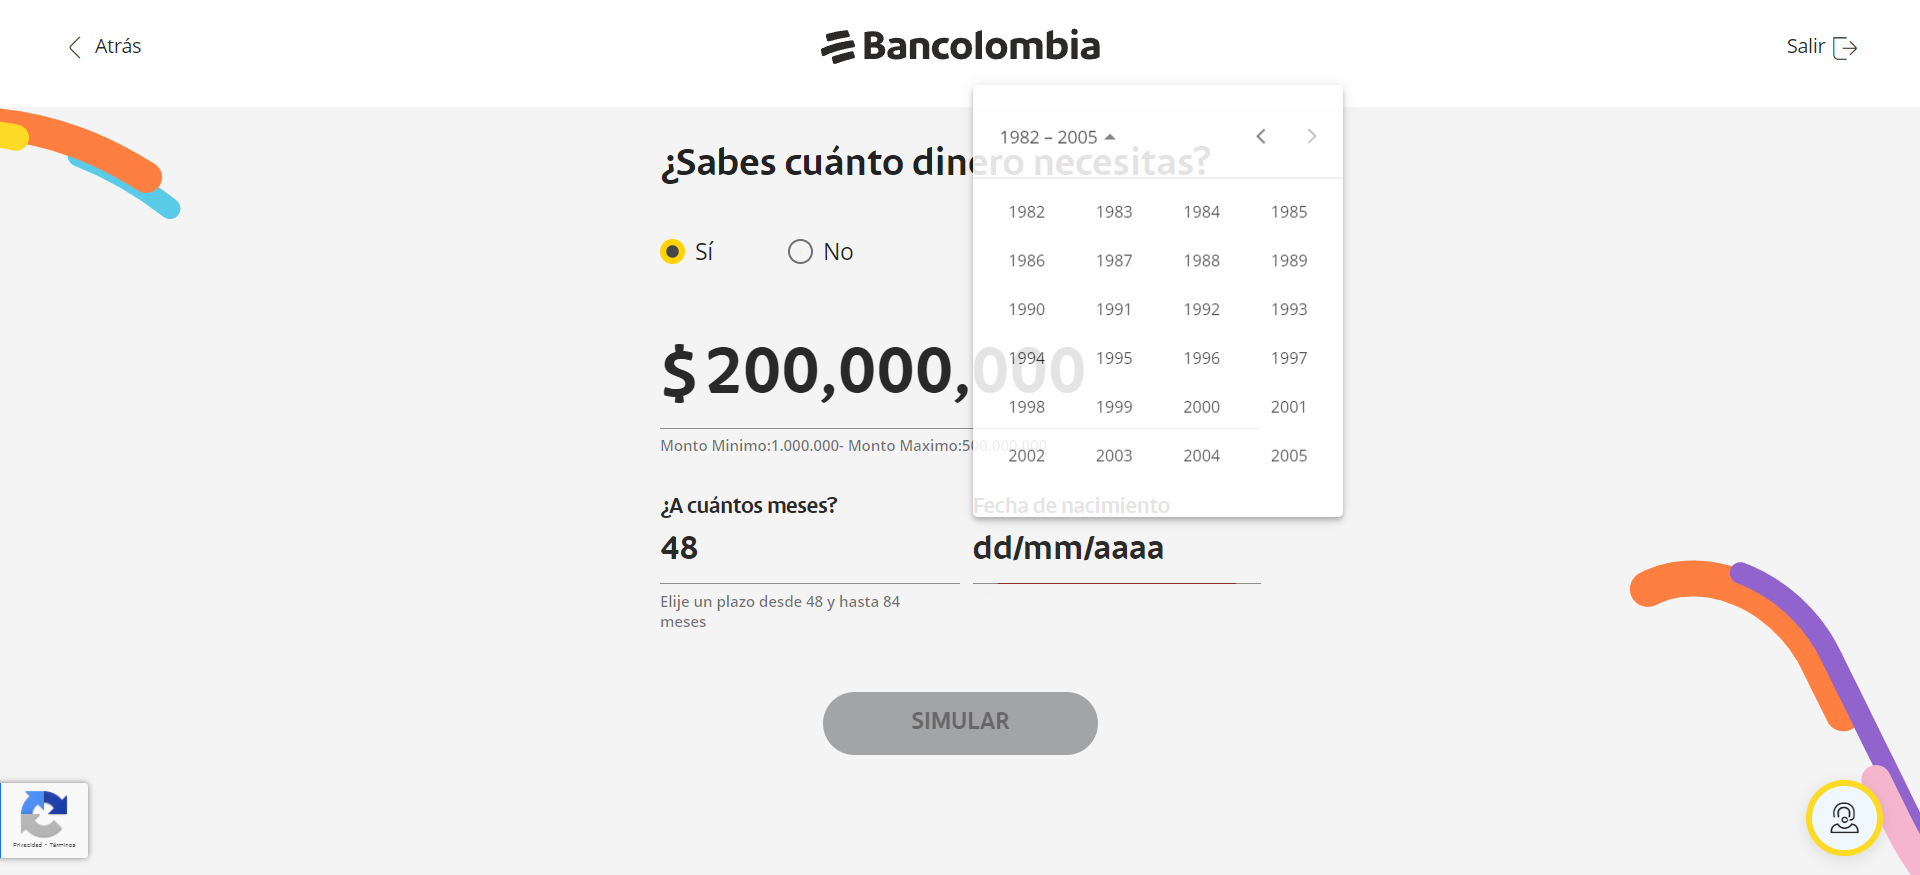 Atrás
Bancolombia
Salir
1982 – 2005
¿Sabes cuánto dinero necesitas?
1982 1983 1984 1985
Sí No
1986 1987 1988 1989
1990 1991 1992 1993
$ 200,000,000
1994 1995 1996 1997
1998 1999 2000 2001
Monto Minimo:1.000.000- Monto Maximo:500.000.000
2002 2003 2004 2005
¿A cuántos meses? Fecha de nacimiento
48 dd/mm/aaaa
Elije un plazo desde 48 y hasta 84
meses
SIMULAR
Privacidad - Términos